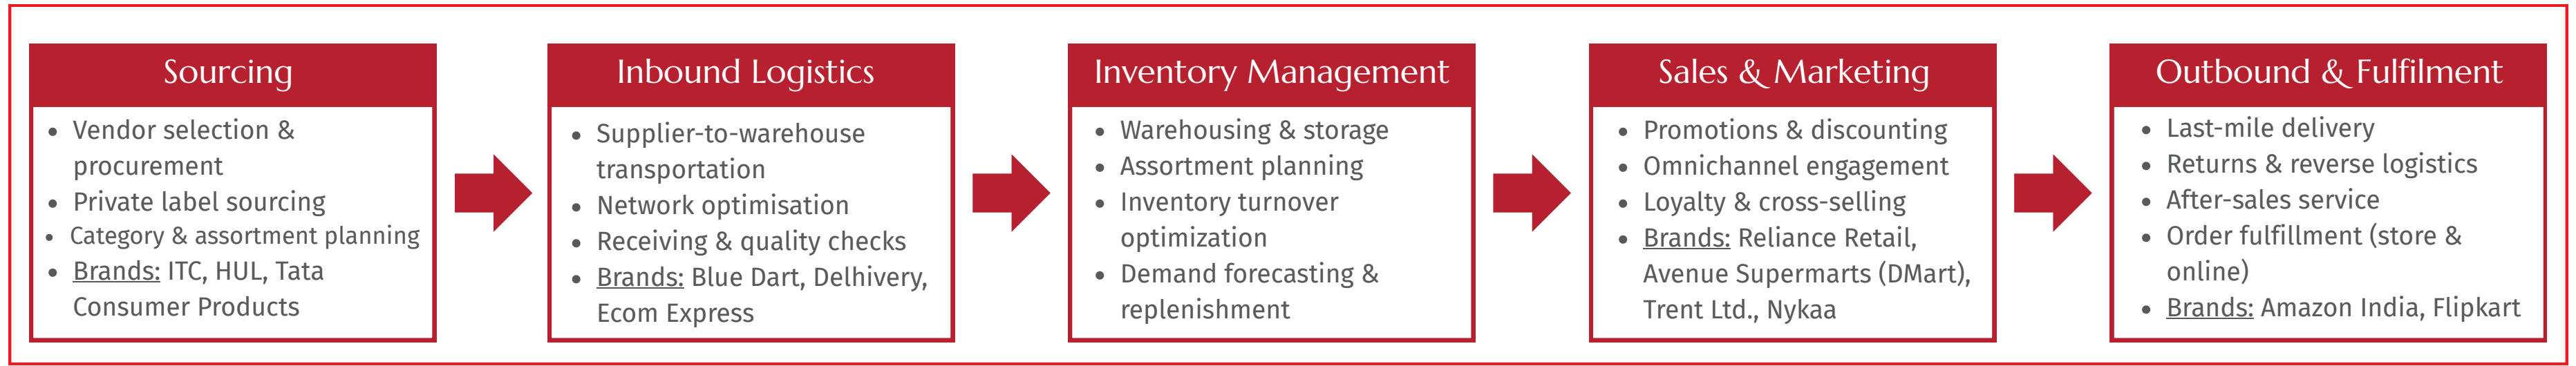 Sourcing
• Vendor selection &
procurement
• Private label sourcing
• Category & assortment planning
• Brands: ITC, HUL, Tata
Consumer Products
Inbound Logistics
• Supplier-to-warehouse
transportation
• Network optimisation
• Receiving & quality checks
• Brands: Blue Dart, Delhivery,
Ecom Express
Inventory Management
• Warehousing & storage
• Assortment planning
• Inventory turnover
optimization
• Demand forecasting &
replenishment
Sales & Marketing
• Promotions & discounting
• Omnichannel engagement
• Loyalty & cross-selling
• Brands: Reliance Retail,
Avenue Supermarts (DMart),
Trent Ltd., Nykaa
Outbound & Fulfilment
• Last-mile delivery
• Returns & reverse logistics
• After-sales service
• Order fulfillment (store &
online)
• Brands: Amazon India, Flipkart